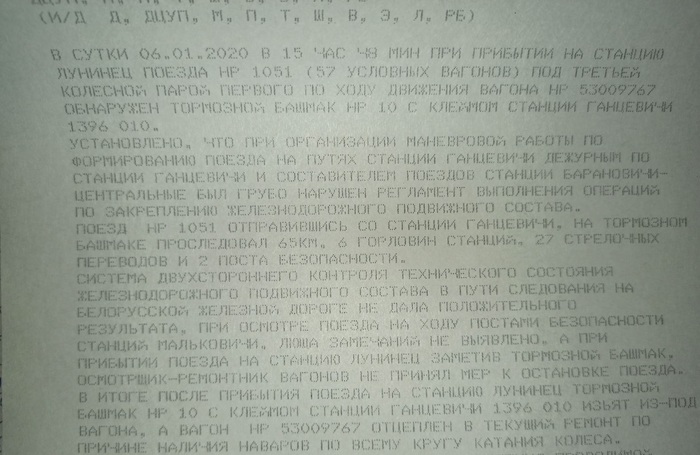 (И/Д Д, ДЦУП, М, П, Т, Ш, В, Э, Л, РБ)
В СУТКИ 06.01.2020 В 15 ЧАС 48 МИН ПРИ ПРИБЫТИИ НА СТАНЦИЮ
ЛУНИНЕЦ ПОЕЗДА НР 1051 (57 УСЛОВНЫХ ВАГОНОВ) ПОД ТРЕТЬЕЙ
КОЛЕСНОЙ ПАРОЙ ПЕРВОГО ПО ХОДУ ДВИЖЕНИЯ ВАГОНА НР 53009767
ОБНАРУЖЕН ТОРМОЗНОЙ БАШМАК НР 10 С КЛЕЙМОМ СТАНЦИИ ГАНЦЕВИЧИ
1396 010.
УСТАНОВЛЕНО, ЧТО ПРИ ОРГАНИЗАЦИИ МАНЕВРОВОЙ РАБОТЫ ПО
ФОРМИРОВАНИЮ ПОЕЗДА НА ПУТЯХ СТАНЦИИ ГАНЦЕВИЧИ ДЕЖУРНЫМ ПО
СТАНЦИИ ГАНЦЕВИЧИ И СОСТАВИТЕЛЕМ ПОЕЗДОВ СТАНЦИИ БАРАНОВИЧИ-
ЦЕНТРАЛЬНЫЕ БЫЛ ГРУБО НАРУШЕН РЕГЛАМЕНТ ВЫПОЛНЕНИЯ ОПЕРАЦИЙ
ПО ЗАКРЕПЛЕНИЮ ЖЕЛЕЗНОДОРОЖНОГО ПОДВИЖНОГО СОСТАВА.
ПОЕЗД НР 1051 ОТПРАВИВШИСЬ СО СТАНЦИИ ГАНЦЕВИЧИ, НА ТОРМОЗНОМ
БАШМАКЕ ПРОСЛЕДОВАЛ 65КМ, 6 ГОРЛОВИН СТАНЦИЙ, 27 СТРЕЛОЧНЫХ
ПЕРЕВОДОВ И 2 ПОСТА БЕЗОПАСНОСТИ.
СИСТЕМА ДВУХСТОРОННЕГО КОНТРОЛЯ ТЕХНИЧЕСКОГО СОСТОЯНИЯ
ЖЕЛЕЗНОДОРОЖНОГО ПОДВИЖНОГО СОСТАВА В ПУТИ СЛЕДОВАНИЯ НА
БЕЛОРУССКОЙ ЖЕЛЕЗНОЙ ДОРОГЕ НЕ ДАЛА ПОЛОЖИТЕЛЬНОГО
РЕЗУЛЬТАТА, ПРИ ОСМОТРЕ ПОЕЗДА НА ХОДУ ПОСТАМИ БЕЗОПАСНОСТИ
СТАНЦИЙ МАЛЬКОВИЧИ, ЛЮЩА ЗАМЕЧАНИЙ НЕ ВЫЯВЛЕНО, А ПРИ
ПРИБЫТИИ ПОЕЗДА НА СТАНЦИЮ ЛУНИНЕЦ ЗАМЕТИВ ТОРМОЗНОЙ БАШМАК,
ОСМОТРЩИК-РЕМОНТНИК ВАГОНОВ НЕ ПРИНЯЛ МЕР К ОСТАНОВКЕ ПОЕЗДА.
В ИТОГЕ ПОСЛЕ ПРИБЫТИЯ ПОЕЗДА НА СТАНЦИЮ ЛУНИНЕЦ ТОРМОЗНОЙ
БАШМАК НР 10 С КЛЕЙМОМ СТАНЦИИ ГАНЦЕВИЧИ 1396 010 ИЗЬЯТ ИЗ-ПОД
ВАГОНА, А ВАГОН НР 53009767 ОТЦЕПЛЕН В ТЕКУЩИЙ РЕМОНТ ПО
ПРИЧИНЕ НАЛИЧИЯ НАВАРОВ ПО ВСЕМУ КРУГУ КАТАНИЯ КОЛЕСА.